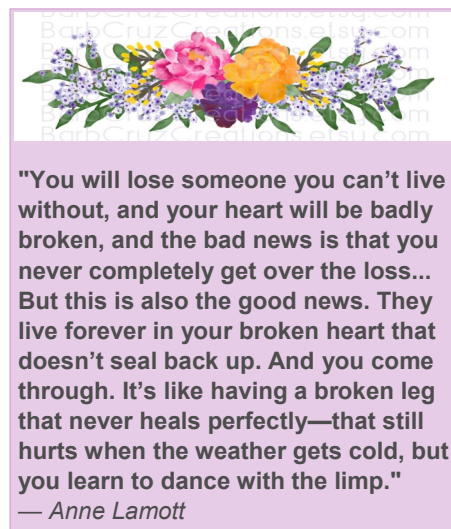 BarbCruzCreations.etsy.com
BarbCruzCreations.etsy.com
BarbCruzCreations.etsy.com
BarbCruzCreations.etsy.com
"You will lose someone you can’t live
without, and your heart will be badly
broken, and the bad news is that you
never completely get over the loss...
But this is also the good news. They
live forever in your broken heart that
doesn’t seal back up. And you come
through. It’s like having a broken leg
that never heals perfectly—that still
hurts when the weather gets cold, but
you learn to dance with the limp."
— Anne Lamott